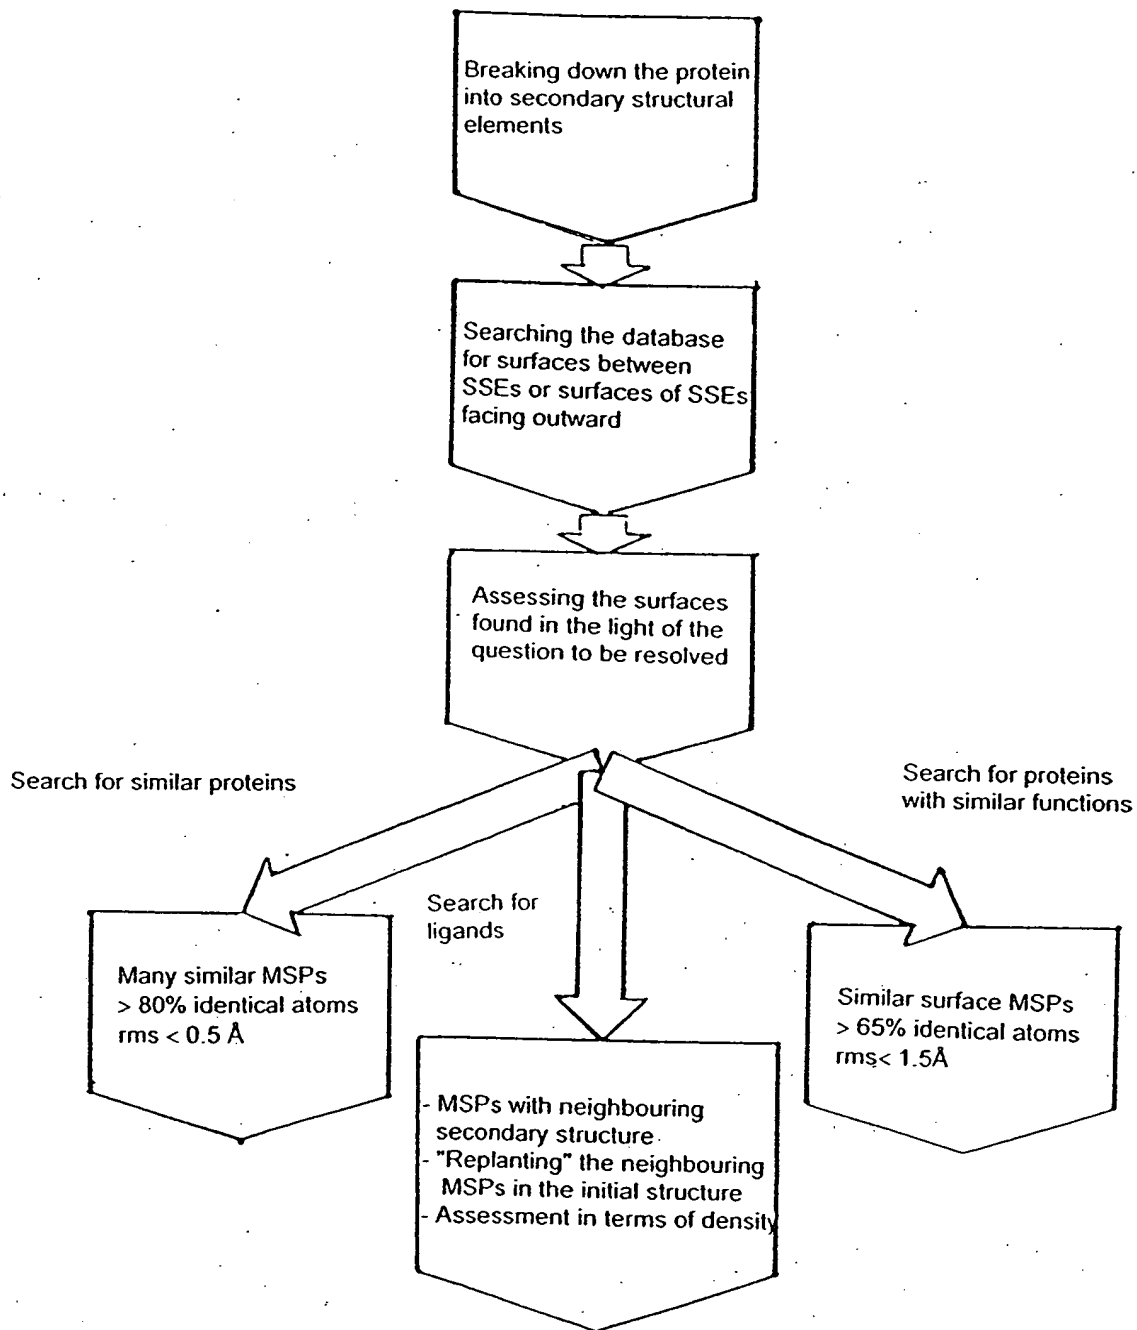 Breaking down the protein
into secondary structural
elements
Searching the database
for surfaces between
SSEs or surfaces of SSEs
facing outward
Assessing the surfaces
found in the light of the
question to be resolved
Search for similar proteins
Search for
ligands
Search for proteins
with similar functions
Many similar MSPs
> 80% identical atoms
rms < 0.5 Å
- MSPs with neighbouring
secondary structure
- "Replanting" the neighbouring
MSPs in the initial structure
- Assessment in terms of density
Similar surface MSPs
> 65% identical atoms
rms< 1.5Å